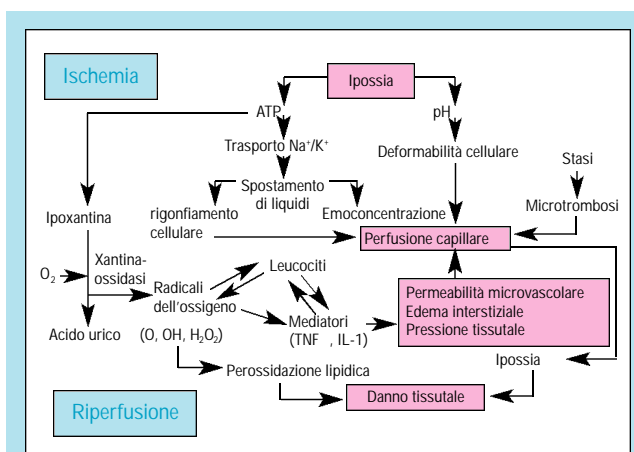 Ischemia
Ipossia
ATP
pH
Trasporto Na⁺/K⁺
Deformabilità cellulare
Stasi
Spostamento
di liquidi
Microtrombosi
Ipoxantina
rigonfiamento
cellulare
Emoconcentrazione
Perfusione capillare
O₂
Xantina-
ossidasi
Leucociti
Radicali
dell'ossigeno
Permeabilità microvascolare
Edema interstiziale
Pressione tissutale
Mediatori
(TNF , IL-1)
Acido urico
(O, OH, H₂O₂)
Ipossia
Perossidazione lipidica
Danno tissutale
Riperfusione